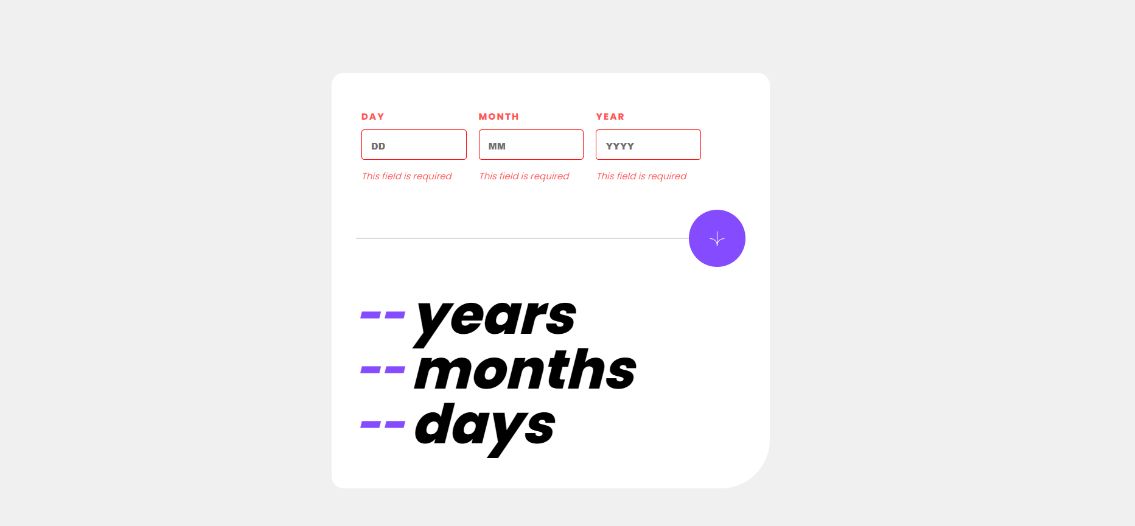 DAY MONTH YEAR
DD MM YYYY
This field is required This field is required This field is required
-- years
-- months
-- days